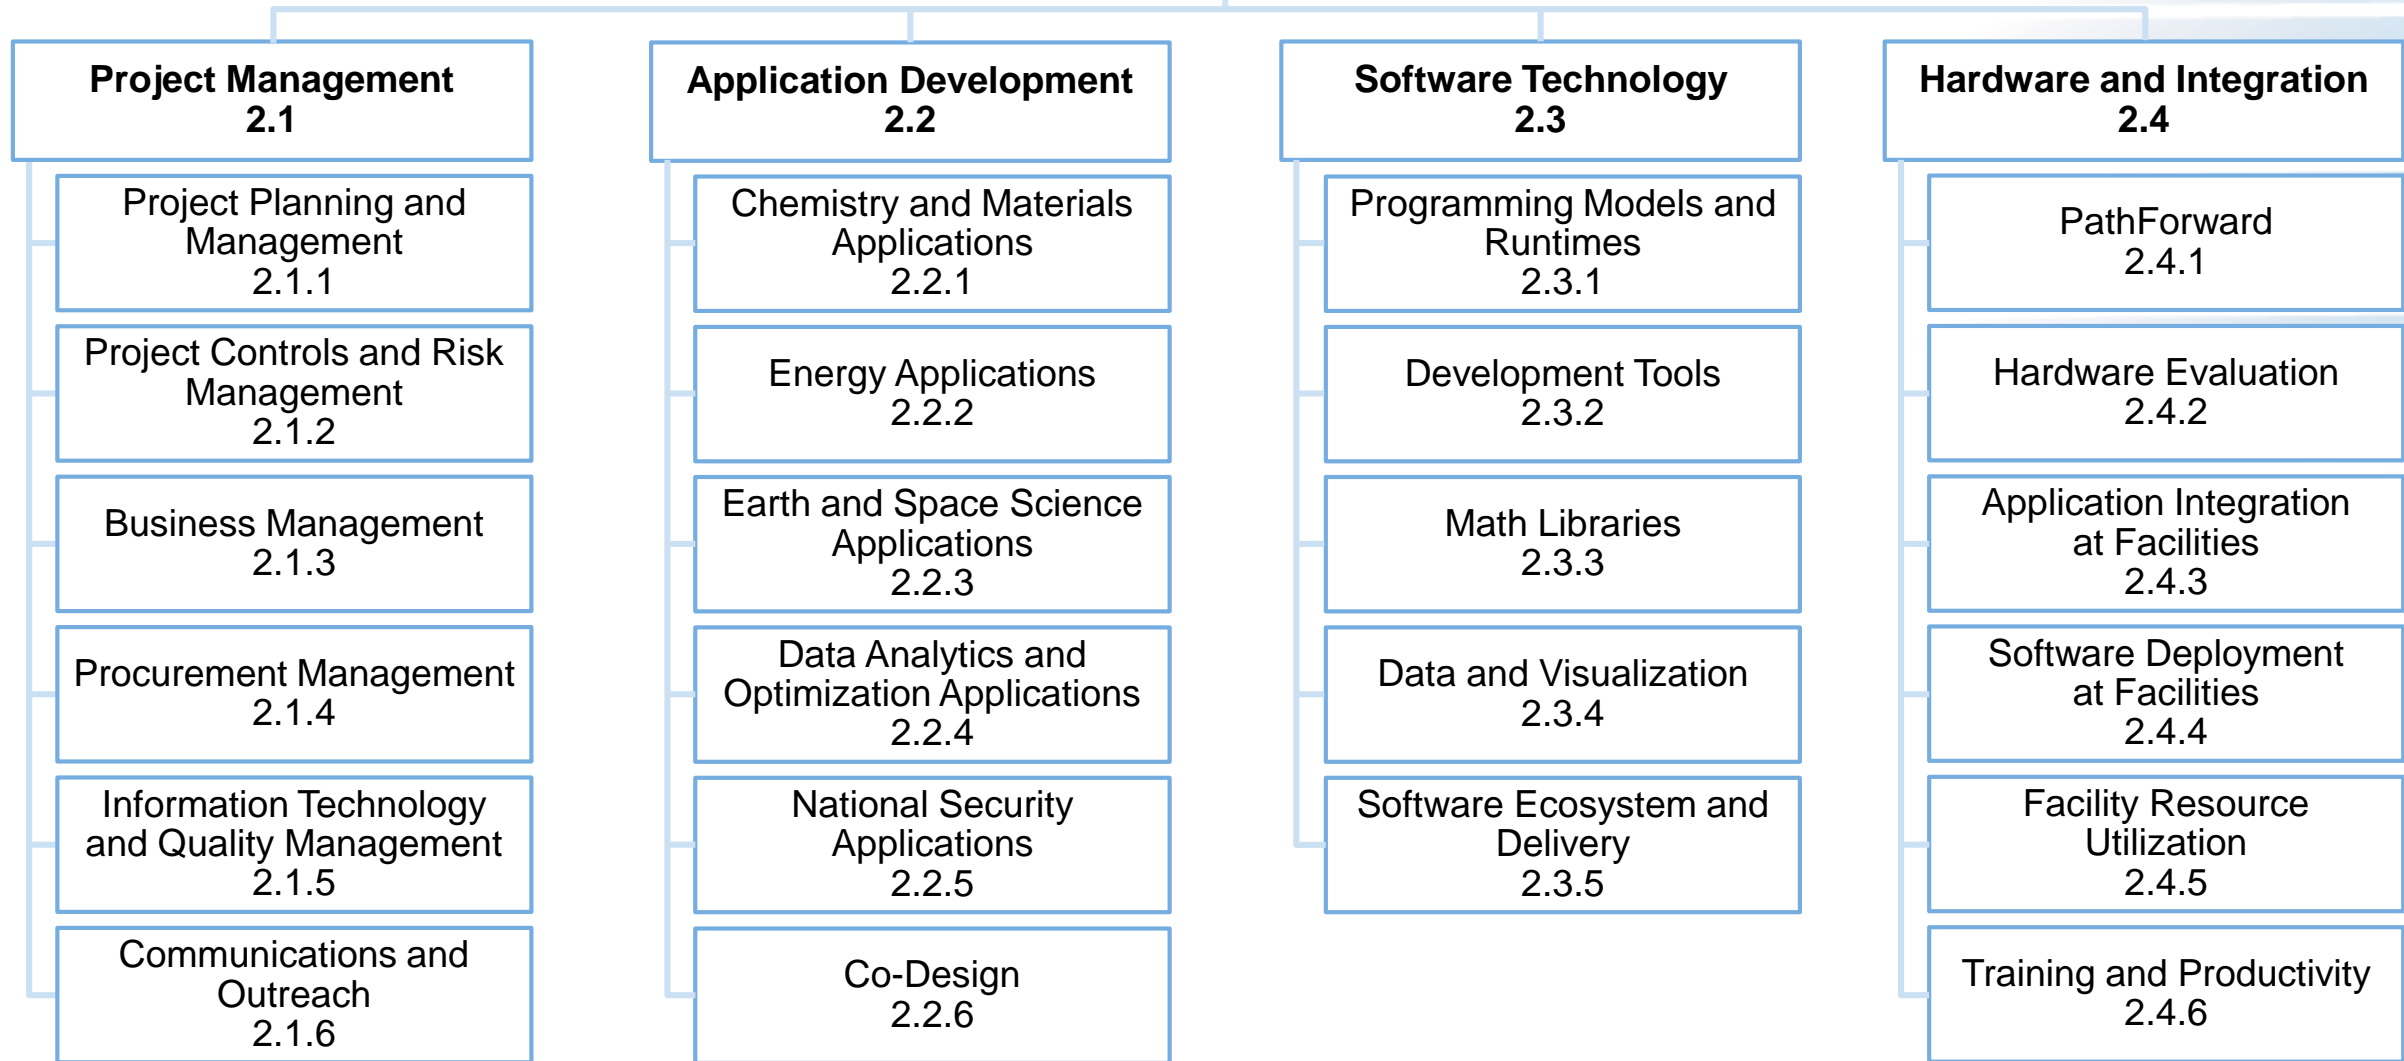 Project Management
2.1
Project Planning and
Management
2.1.1
Project Controls and Risk
Management
2.1.2
Business Management
2.1.3
Procurement Management
2.1.4
Information Technology
and Quality Management
2.1.5
Communications and
Outreach
2.1.6
Application Development
2.2
Chemistry and Materials
Applications
2.2.1
Energy Applications
2.2.2
Earth and Space Science
Applications
2.2.3
Data Analytics and
Optimization Applications
2.2.4
National Security
Applications
2.2.5
Co-Design
2.2.6
Software Technology
2.3
Programming Models and
Runtimes
2.3.1
Development Tools
2.3.2
Math Libraries
2.3.3
Data and Visualization
2.3.4
Software Ecosystem and
Delivery
2.3.5
Hardware and Integration
2.4
PathForward
2.4.1
Hardware Evaluation
2.4.2
Application Integration
at Facilities
2.4.3
Software Deployment
at Facilities
2.4.4
Facility Resource
Utilization
2.4.5
Training and Productivity
2.4.6